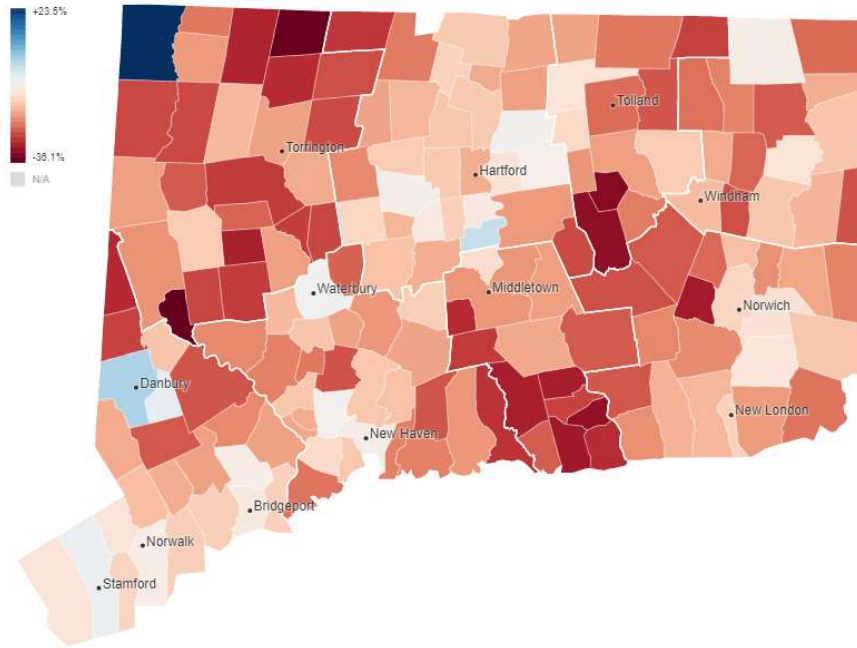 +23.5%
-36.1%
N/A
Tolland
Torrington
Hartford
Windham
Waterbury
Middletown
Norwich
Danbury
New Haven
New London
Bridgeport
Norwalk
Stamford